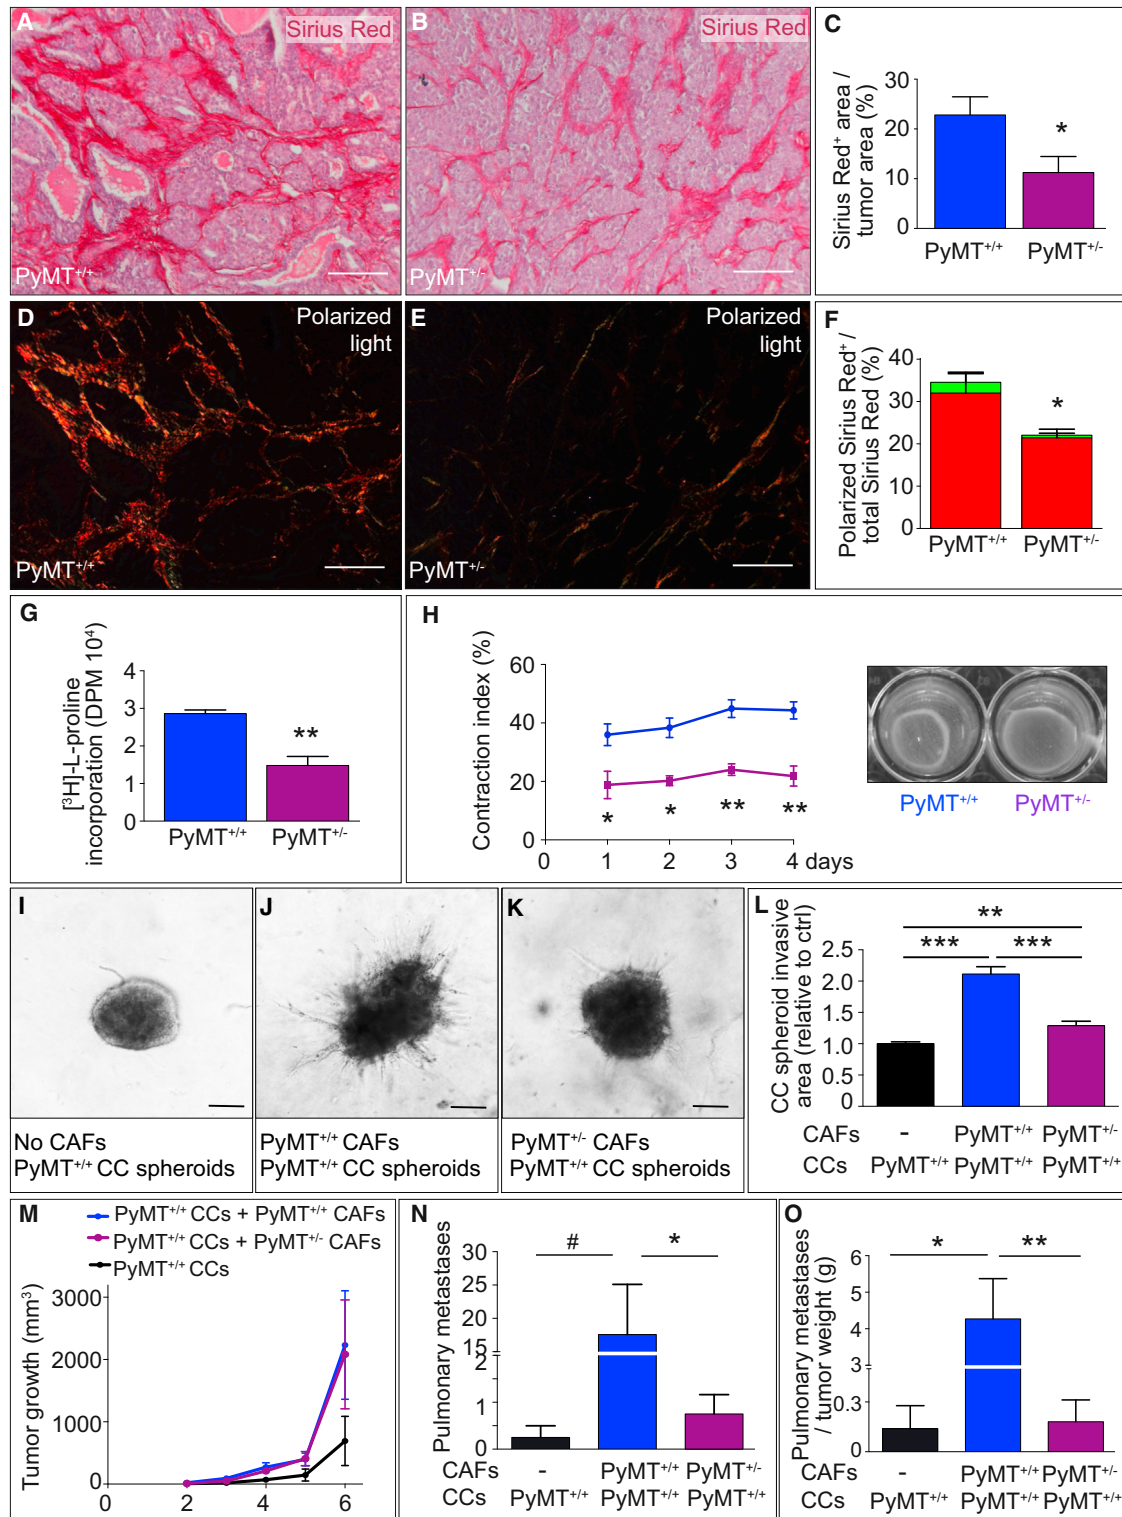 A
Sirius Red
PyMT+/+
B
Sirius Red
PyMT+/-
C
Sirius Red+ area /
tumor area (%)
30
20
10
0
PyMT+/+ PyMT+/-
*
D
Polarized
light
PyMT+/+
E
Polarized
light
PyMT+/-
F
Polarized Sirius Red+ /
total Sirius Red (%)
40
30
20
10
0
*
PyMT+/+ PyMT+/-
G
[3H]-L-proline
incorporation (DPM 10^4)
4
3
2
1
0
**
PyMT+/+ PyMT+/-
H
Contraction index (%)
60
40
20
0
* * ** **
0 1 2 3 4 days
PyMT+/+ PyMT+/-
I
No CAFs
PyMT+/+ CC spheroids
J
PyMT+/+ CAFs
PyMT+/+ CC spheroids
K
PyMT+/- CAFs
PyMT+/+ CC spheroids
L
CC spheroid invasive
area (relative to ctrl)
**
*** ***
2.5
2.0
1.5
1.0
0.5
0
CAFs - PyMT+/+ PyMT+/-
CCs PyMT+/+ PyMT+/+ PyMT+/+
M
PyMT+/+ CCs + PyMT+/+ CAFs
PyMT+/+ CCs + PyMT+/- CAFs
PyMT+/+ CCs
Tumor growth (mm3)
3000
2000
1000
0
0 2 4 6
N
Pulmonary metastases
# *
30
25
20
15
2
1
0
CAFs - PyMT+/+ PyMT+/-
CCs PyMT+/+ PyMT+/+ PyMT+/+
O
Pulmonary metastases
/ tumor weight (g)
* **
6
5
4
3
0.3
0
CAFs - PyMT+/+ PyMT+/-
CCs PyMT+/+ PyMT+/+ PyMT+/+